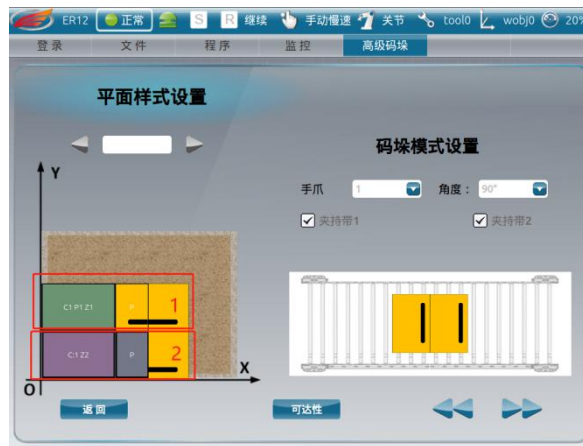 ER12 正常 S R 继续 手动慢速 关节 tool0 wobj0 20%
登录 文件 程序 监控 高级码垛
平面样式设置
码垛模式设置
Y
手爪 1 角度： 90°
夹持带1 夹持带2
C1 P1 Z1 P 1
C:1 Z2 P 2
X
O
返回 可达性